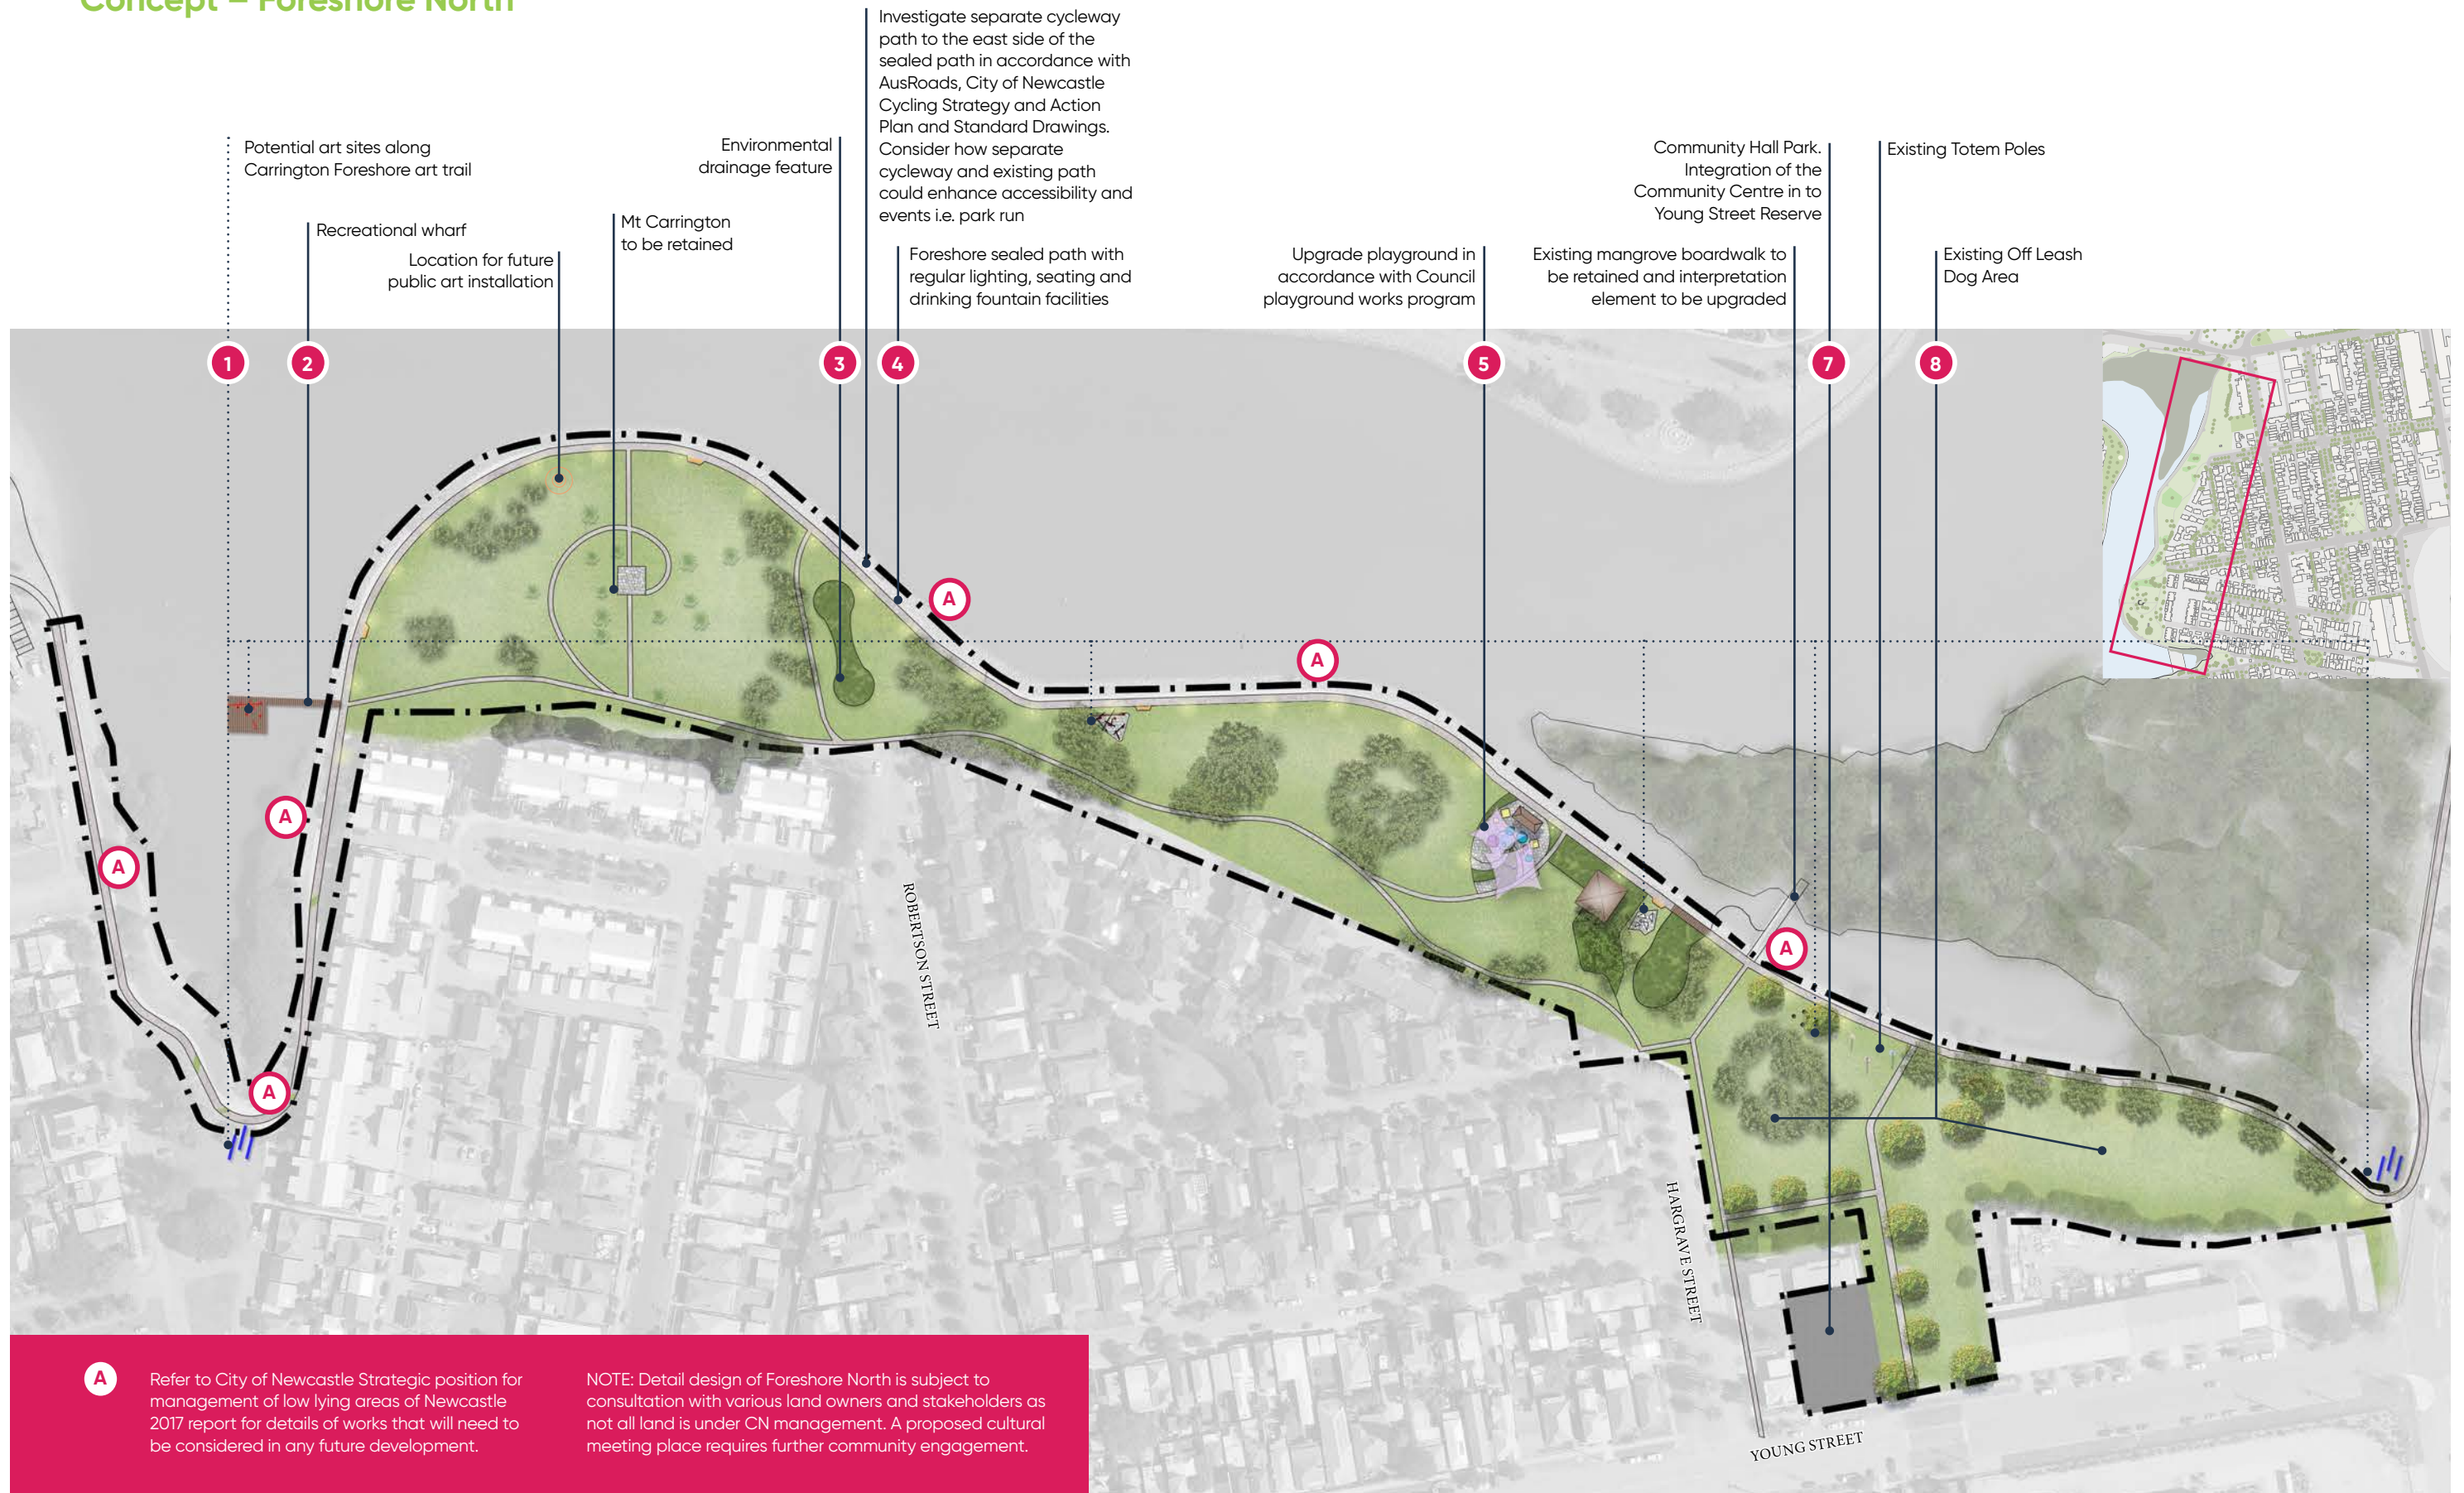 Concept – Foreshore North
Investigate separate cycleway
path to the east side of the
sealed path in accordance with
AusRoads, City of Newcastle
Cycling Strategy and Action
Plan and Standard Drawings.
Consider how separate
cycleway and existing path
could enhance accessibility and
events i.e. park run
Potential art sites along
Carrington Foreshore art trail
Recreational wharf
Location for future
public art installation
Mt Carrington
to be retained
Environmental
drainage feature
Foreshore sealed path with
regular lighting, seating and
drinking fountain facilities
Upgrade playground in
accordance with Council
playground works program
Community Hall Park.
Integration of the
Community Centre in to
Young Street Reserve
Existing mangrove boardwalk to
be retained and interpretation
element to be upgraded
Existing Totem Poles
Existing Off Leash
Dog Area
1
2
3
4
5
7
8
A
A
A
A
A
A
ROBERTSON STREET
HARGRAVE STREET
YOUNG STREET
A
Refer to City of Newcastle Strategic position for
management of low lying areas of Newcastle
2017 report for details of works that will need to
be considered in any future development.
NOTE: Detail design of Foreshore North is subject to
consultation with various land owners and stakeholders as
not all land is under CN management. A proposed cultural
meeting place requires further community engagement.